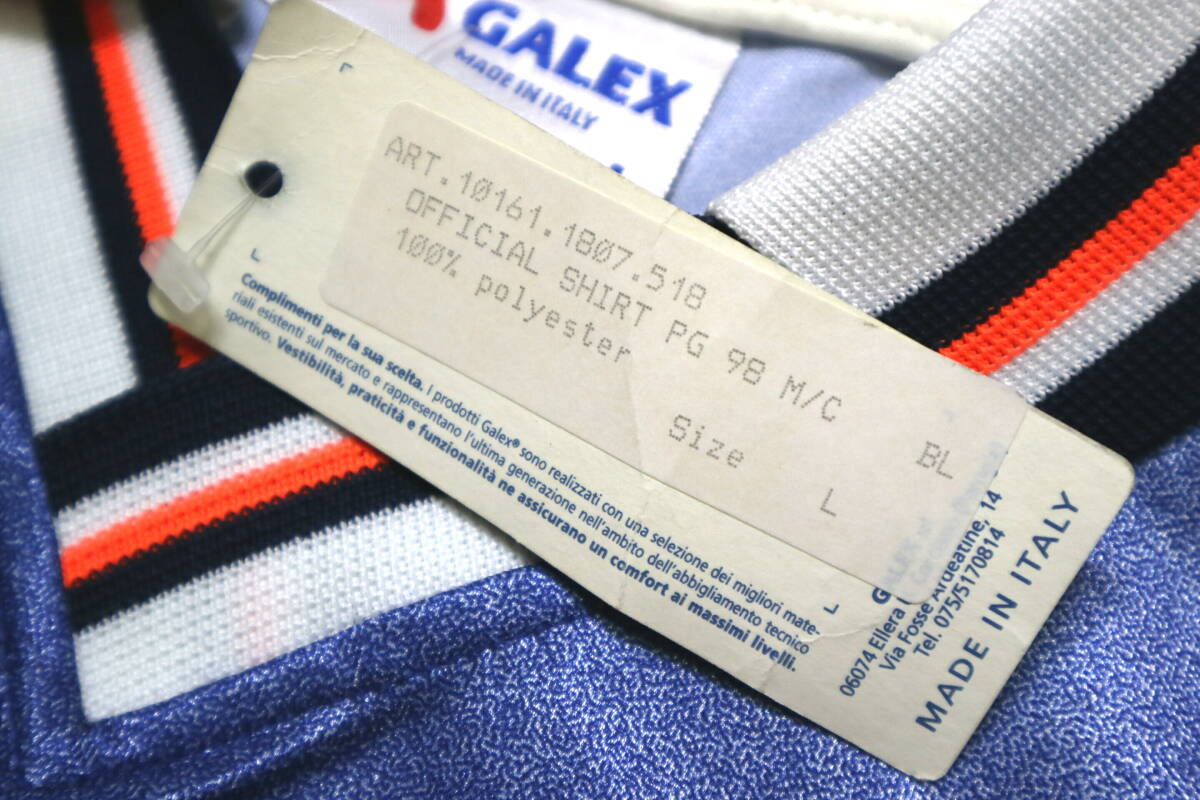 GALEX
MADE IN ITALY
ART.10161.1807.518
OFFICIAL SHIRT PG 98 M/C
100% polyester
BL
Size
L
Complimenti per la sua scelta. I prodotti Galex® sono realizzati con una selezione dei migliori mate-
riali esistenti sul mercato e rappresentano l'ultima generazione nell'ambito dell'abbigliamento tecnico
sportivo. Vestibilità, praticità e funzionalità ne assicurano un comfort ai massimi livelli.
06074 Ellera
Via Fosse Ardeatine, 14
Tel. 075/5170814
MADE IN ITALY